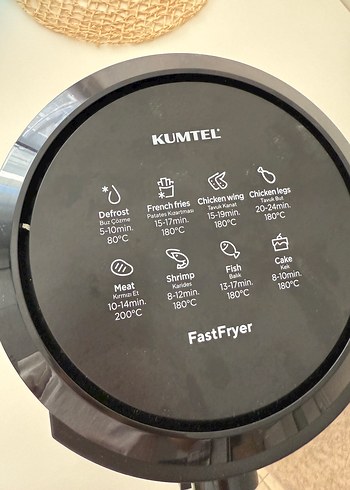 KUMTEL
Defrost
Buz Çözme
5-10min.
80°C
French fries
Patates Kızartması
15-17min.
180°C
Chicken wing
Tavuk Kanat
15-19min.
180°C
Chicken legs
Tavuk But
20-24min.
180°C
Meat
Kırmızı Et
10-14min.
200°C
Shrimp
Karides
8-12min.
180°C
Fish
Balık
13-17min.
180°C
Cake
Kek
8-10min.
180°C
FastFryer